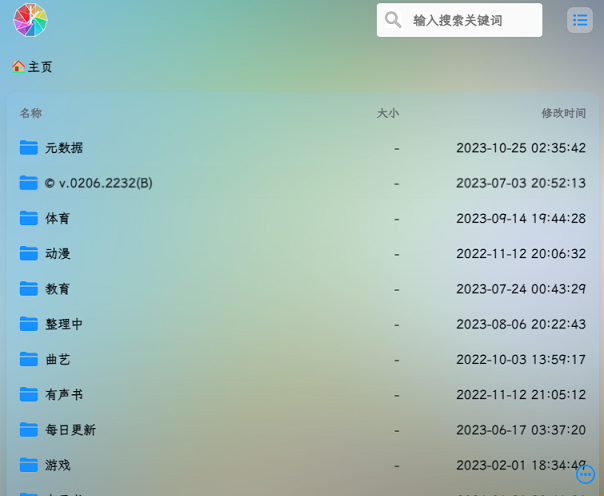 输入搜索关键词
主页
名称 大小 修改时间
元数据 - 2023-10-25 02:35:42
© v.0206.2232(B) - 2023-07-03 20:52:13
体育 - 2023-09-14 19:44:28
动漫 - 2022-11-12 20:06:32
教育 - 2023-07-24 00:43:29
整理中 - 2023-08-06 20:22:43
曲艺 - 2022-10-03 13:59:17
有声书 - 2022-11-12 21:05:12
每日更新 - 2023-06-17 03:37:20
游戏 - 2023-02-01 18:34:49